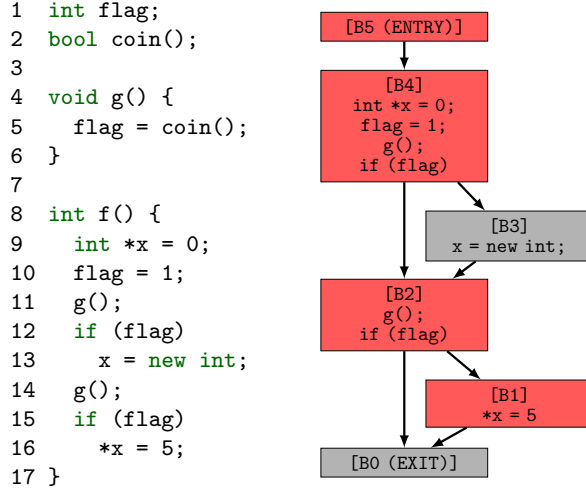 1 int flag;
2 bool coin();
3
4 void g() {
5   flag = coin();
6 }
7
8 int f() {
9   int *x = 0;
10   flag = 1;
11   g();
12   if (flag)
13     x = new int;
14   g();
15   if (flag)
16     *x = 5;
17 }
[B5 (ENTRY)]
[B4]
int *x = 0;
flag = 1;
g();
if (flag)
[B3]
x = new int;
[B2]
g();
if (flag)
[B1]
*x = 5
[B0 (EXIT)]